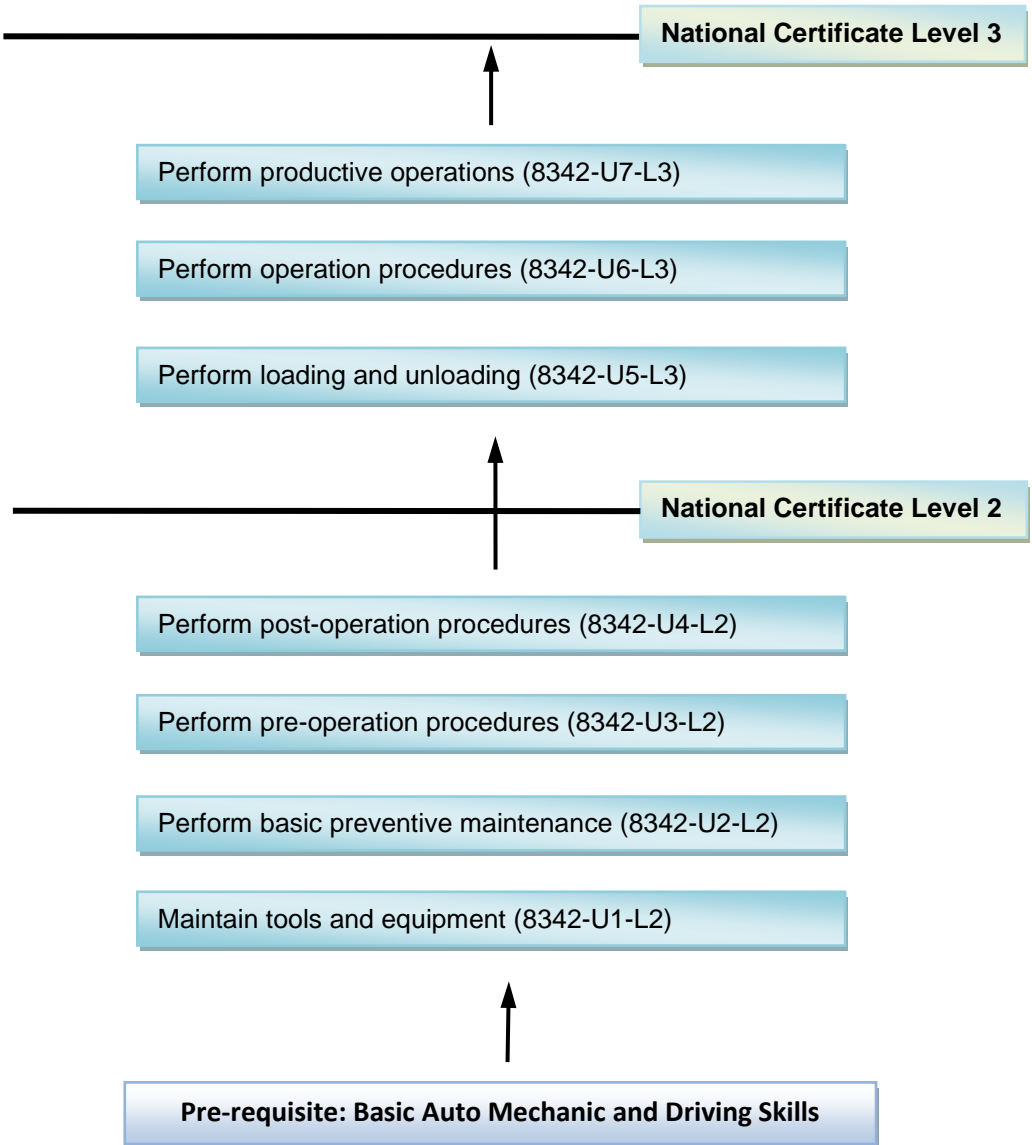 National Certificate Level 3
Perform productive operations (8342-U7-L3)
Perform operation procedures (8342-U6-L3)
Perform loading and unloading (8342-U5-L3)
National Certificate Level 2
Perform post-operation procedures (8342-U4-L2)
Perform pre-operation procedures (8342-U3-L2)
Perform basic preventive maintenance (8342-U2-L2)
Maintain tools and equipment (8342-U1-L2)
Pre-requisite: Basic Auto Mechanic and Driving Skills